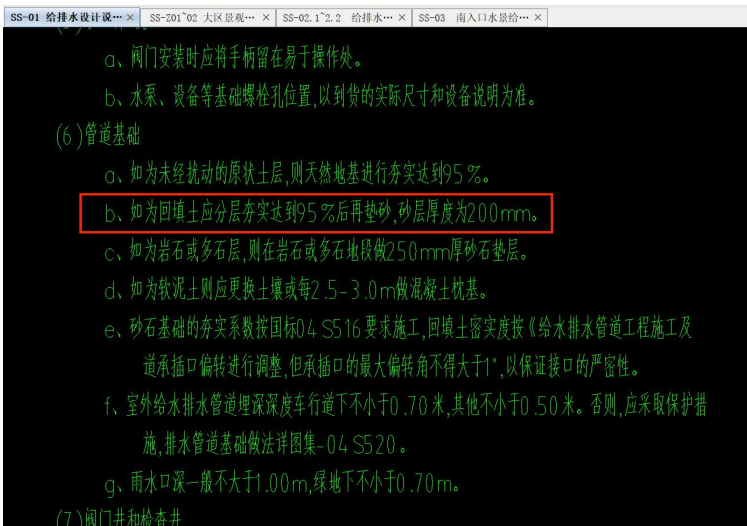 SS-01 给排水设计说… × SS-Z01~02 大区景观… × SS-02.1~2.2 给排水… × SS-03 南入口水景给… ×
a、阀门安装时应将手柄留在易于操作处。
b、水泵、设备等基础螺栓孔位置,以到货的实际尺寸和设备说明为准。
(6)管道基础
a、如为未经扰动的原状土层,则天然地基进行夯实达到95%。
b、如为回填土应分层夯实达到95%后再垫砂,砂层厚度为200mm。
c、如为岩石或多石层,则在岩石或多石地段做250mm厚砂石垫层。
d、如为软泥土则应更换土壤或每2.5-3.0m做混凝土枕基。
e、砂石基础的夯实系数按国标04 S516要求施工,回填土密实度按《给水排水管道工程施工及
道承插口偏转进行调整,但承插口的最大偏转角不得大于1°,以保证接口的严密性。
f、室外给水排水管道埋深深度车行道下不小于0.70米,其他不小于0.50米。否则,应采取保护措
施,排水管道基础做法详图集-04 S520。
g、雨水口深一般不大于1.00m,绿地下不小于0.70m。
(7)阀门井和检查井